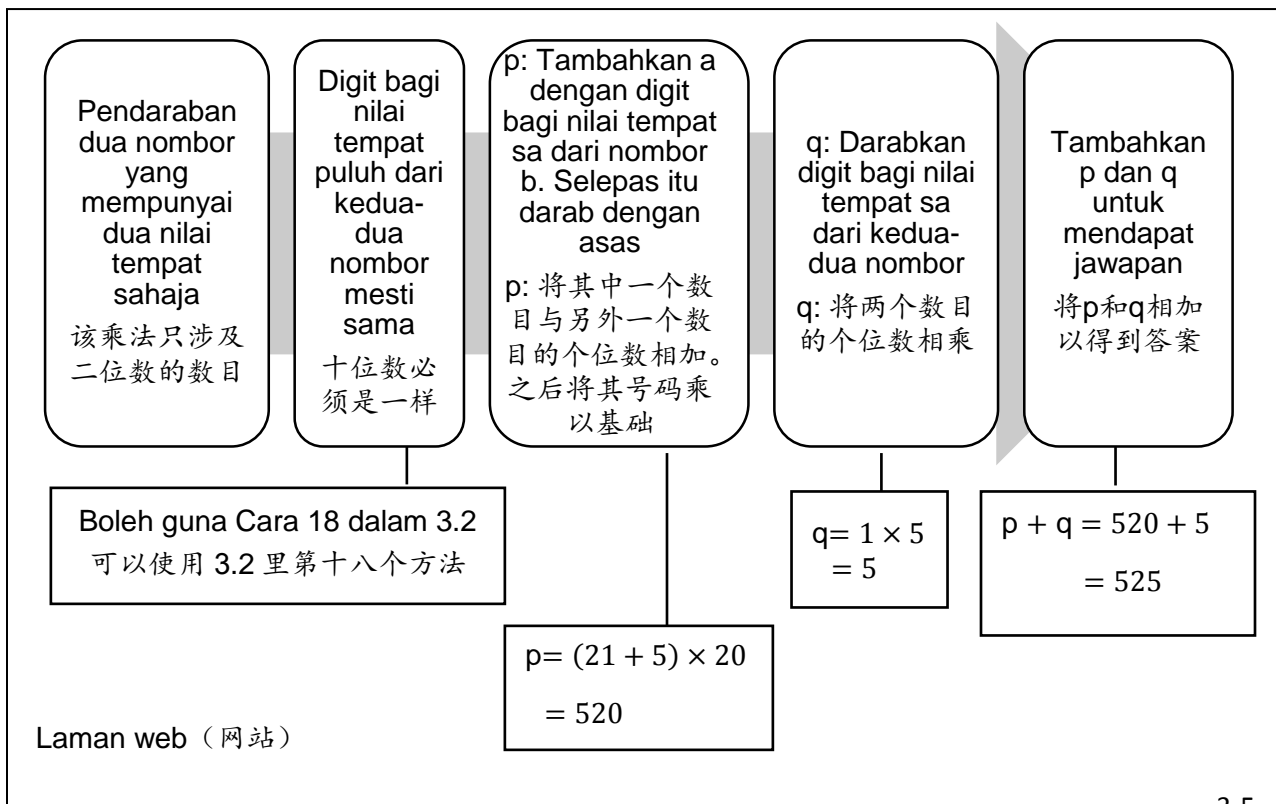 Pendaraban
dua nombor
yang
mempunyai
dua nilai
tempat
sahaja
该乘法只涉及
二位数的数目
Digit bagi
nilai
tempat
puluh dari
kedua-
dua
nombor
mesti
sama
十位数必
须是一样
p: Tambahkan a
dengan digit
bagi nilai tempat
sa dari nombor
b. Selepas itu
darab dengan
asas
p: 将其中一个数
目与另外一个数
目的个位数相加。
之后将其号码乘
以基础
q: Darabkan
digit bagi nilai
tempat sa
dari kedua-
dua nombor
q: 将两个数目
的个位数相乘
Tambahkan
p dan q
untuk
mendapat
jawapan
将p和q相加
以得到答案
Boleh guna Cara 18 dalam 3.2
可以使用 3.2 里第十八个方法
p= (21 + 5) × 20
= 520
q= 1 × 5
= 5
p + q = 520 + 5
= 525
Laman web（网站）